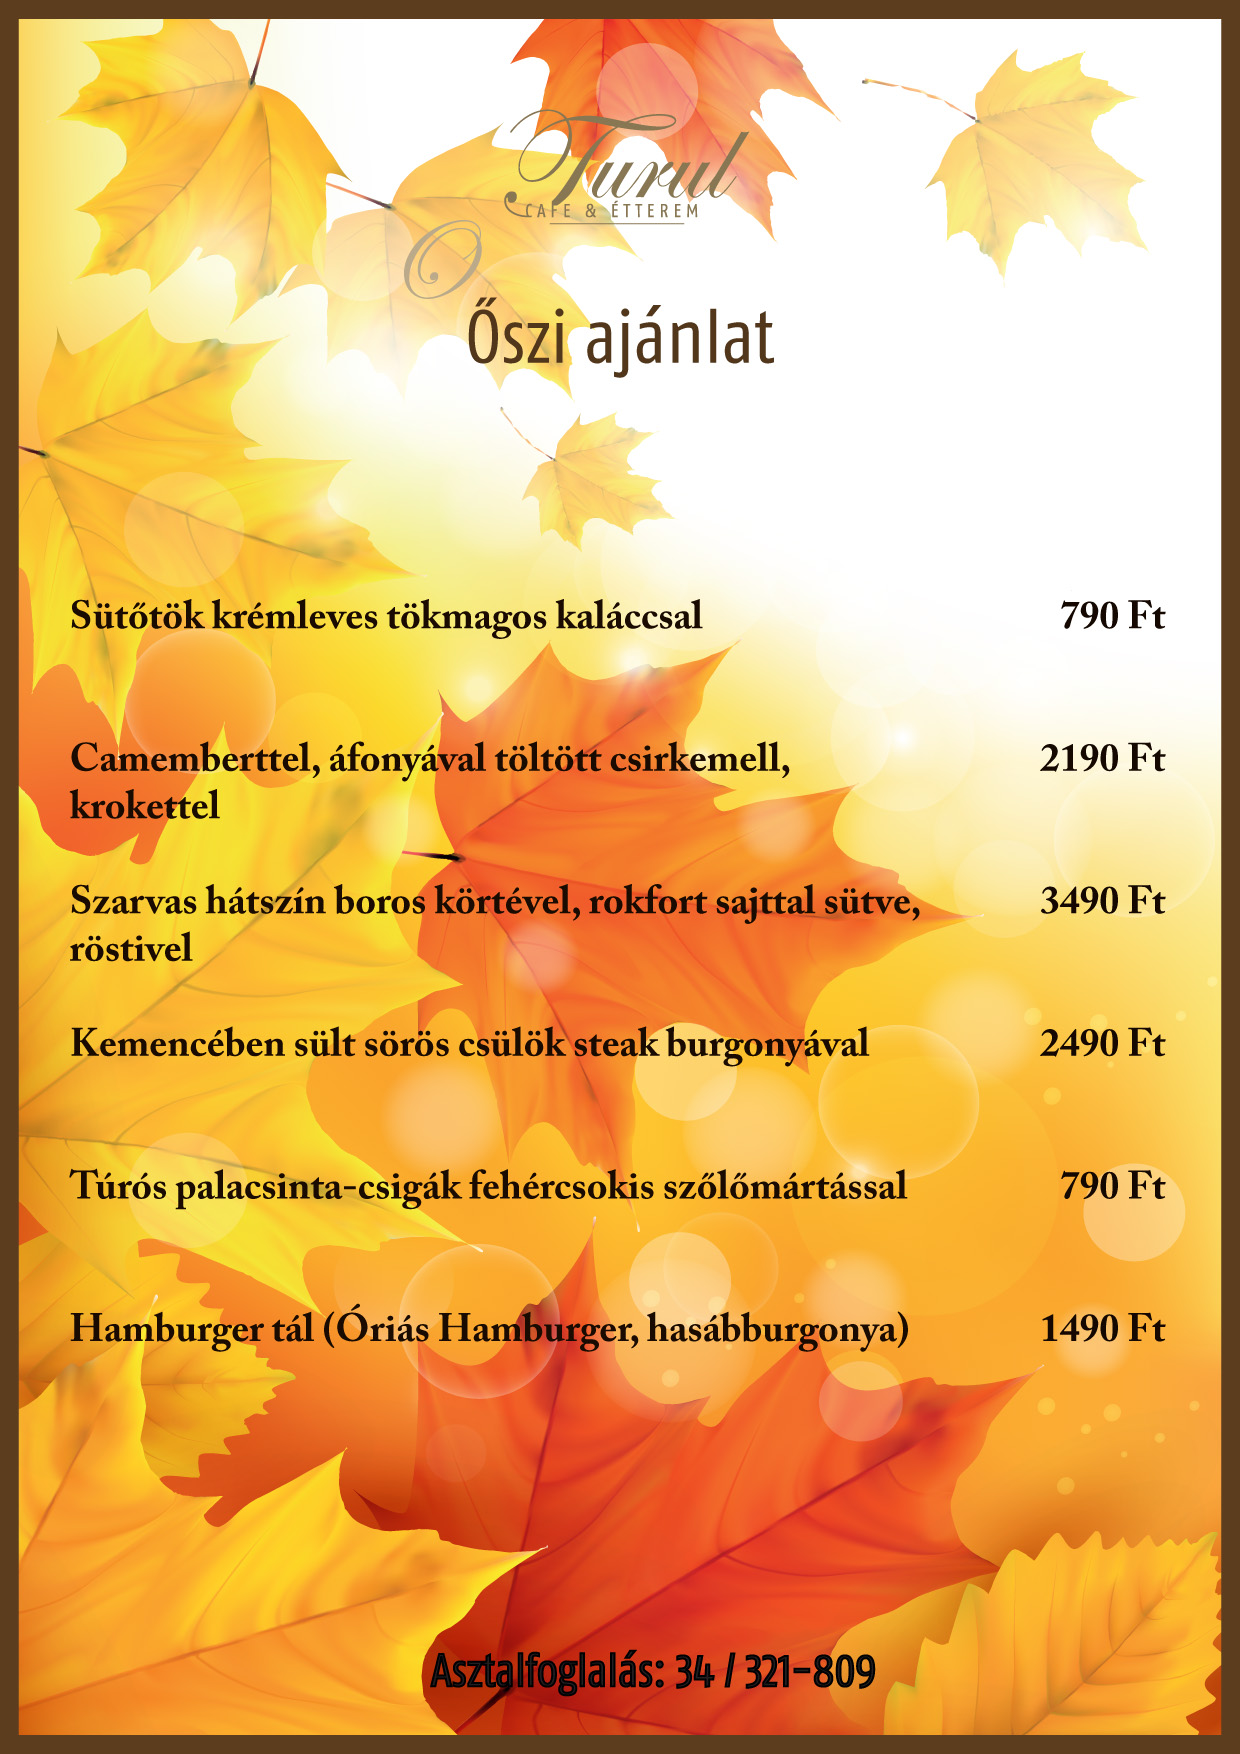 Turul
CAFE & ÉTTEREM
O
Őszi ajánlat
Sütőtök krémleves tökmagos kaláccsal 790 Ft
Camemberttel, áfonyával töltött csirkemell, 2190 Ft
krokettel
Szarvas hátszín boros körtével, rokfort sajttal sütve, 3490 Ft
röstivel
Kemencében sült sörös csülök steak burgonyával 2490 Ft
Túrós palacsinta-csigák fehércsokis szőlőmártással 790 Ft
Hamburger tál (Óriás Hamburger, hasábburgonya) 1490 Ft
Asztalfoglalás: 34 / 321-809